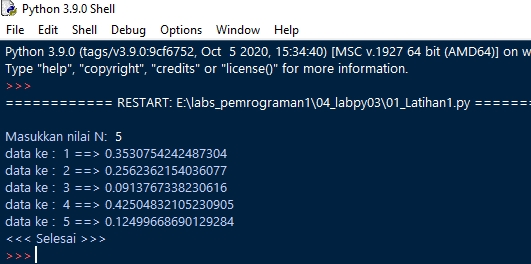 Python 3.9.0 Shell
File Edit Shell Debug Options Window Help
Python 3.9.0 (tags/v3.9.0:9cf6752, Oct  5 2020, 15:34:40) [MSC v.1927 64 bit (AMD64)] on w
Type "help", "copyright", "credits" or "license()" for more information.
>>>
============ RESTART: E:\labs_pemrograman1\04_labpy03\01_Latihan1.py =======
Masukkan nilai N:  5
data ke :  1 ==> 0.3530754242487304
data ke :  2 ==> 0.2562362154036077
data ke :  3 ==> 0.0913767338230616
data ke :  4 ==> 0.42504832105230905
data ke :  5 ==> 0.12499668690129284
<<< Selesai >>>
>>>